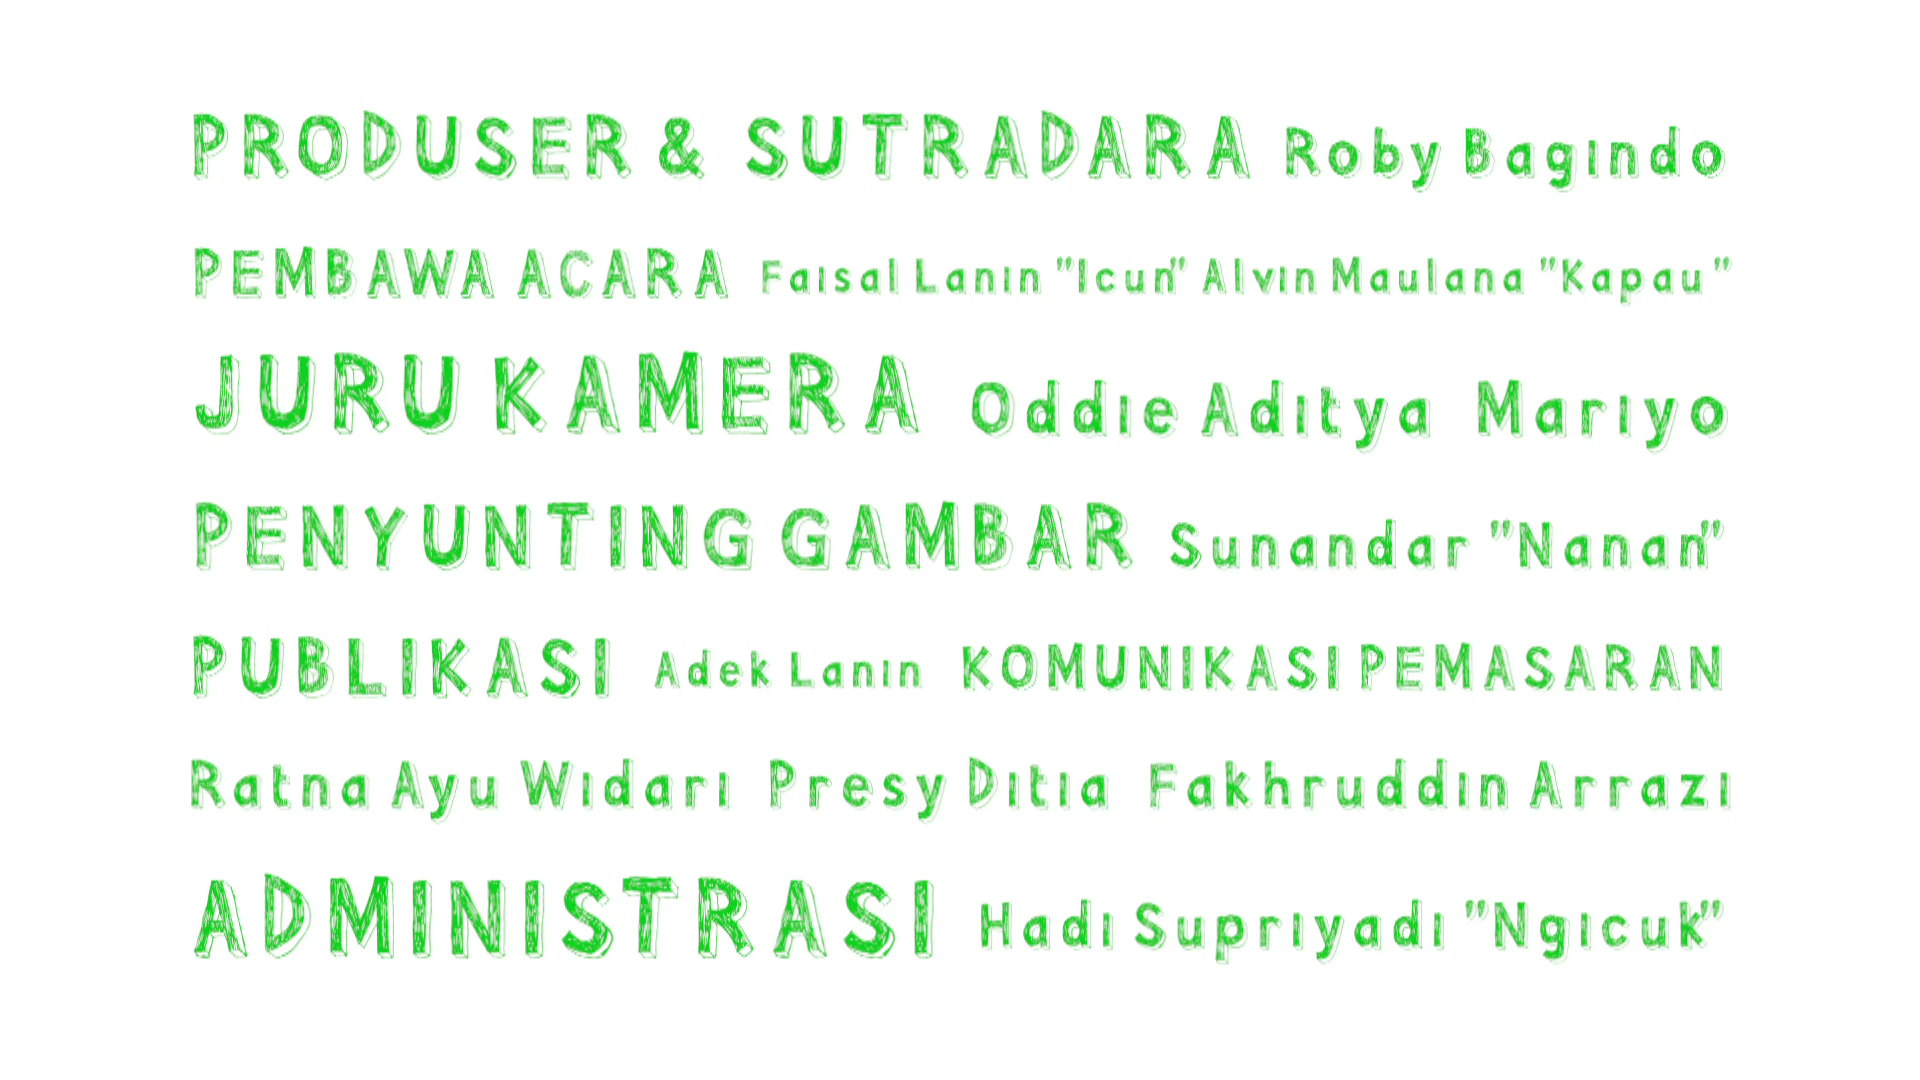 PRODUSER & SUTRADARA Roby Bagindo
PEMBAWA ACARA Faisal Lanin "Icun" Alvin Maulana "Kapau"
JURU KAMERA Oddie Aditya Mariyo
PENYUNTING GAMBAR Sunandar "Nanan"
PUBLIKASI Adek Lanin KOMUNIKASI PEMASARAN
Ratna Ayu Widari Presy Ditia Fakhruddin Arrazi
ADMINISTRASI Hadi Supriyadi "Ngicuk"